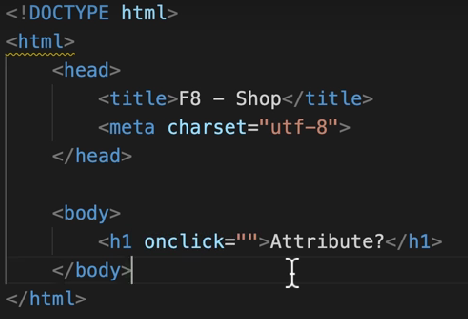 <!DOCTYPE html>
<html>
<head>
<title>F8 - Shop</title>
<meta charset="utf-8">
</head>
<body>
<h1 onclick="">Attribute?</h1>
</body>
</html>